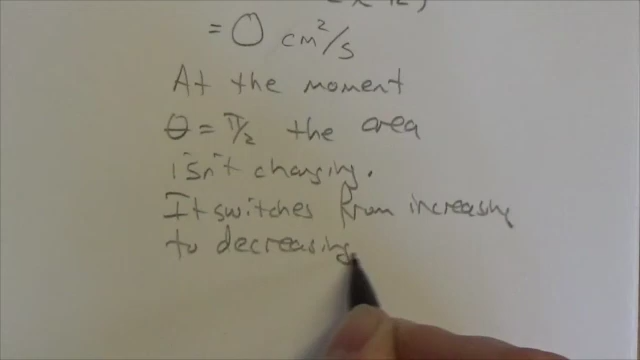 = 0 cm²/s
At the moment
θ = π/2 the area
isn't changing.
It switches from increasing
to decreasing